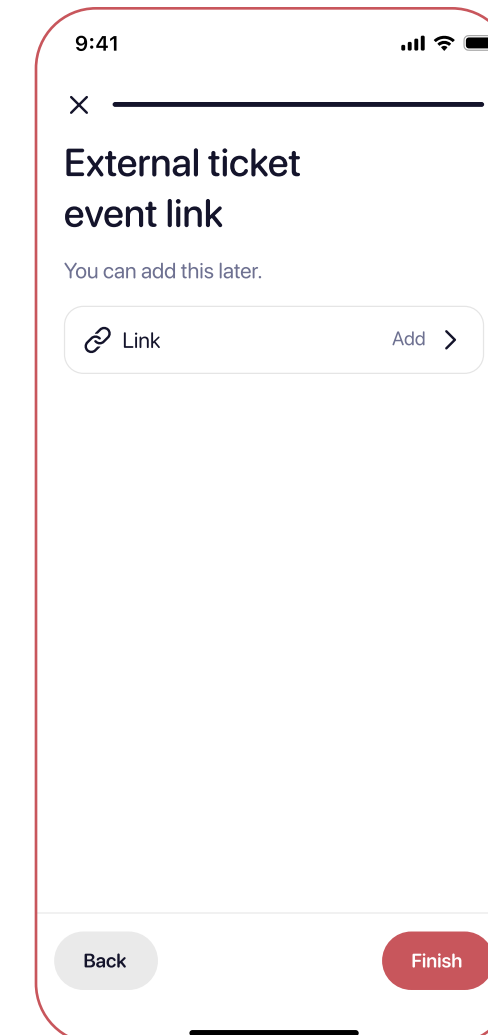 9:41
External ticket
event link
You can add this later.
Link Add
Back Finish